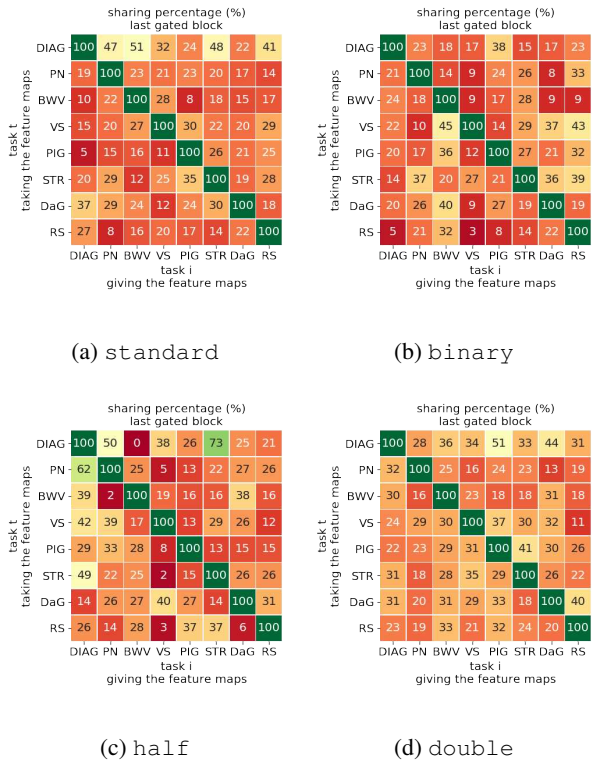 sharing percentage (%)
last gated block
DIAG 100 47 51 32 24 48 22 41
PN 19 100 23 21 23 20 17 14
BWV 10 22 100 28 8 18 15 17
VS 15 20 27 100 30 22 20 29
PIG 5 15 16 11 100 26 21 25
STR 20 29 12 25 35 100 19 28
DaG 37 29 24 12 24 30 100 18
RS 27 8 16 20 17 14 22 100
DIAG PN BWV VS PIG STR DaG RS
task t
taking the feature maps
task i
giving the feature maps
(a) standard
sharing percentage (%)
last gated block
DIAG 100 23 18 17 38 15 17 23
PN 21 100 14 9 24 26 8 33
BWV 24 18 100 9 17 28 9 9
VS 22 10 45 100 14 29 37 43
PIG 20 17 36 12 100 27 21 32
STR 14 37 20 27 21 100 36 39
DaG 20 26 40 9 27 19 100 19
RS 5 21 32 3 8 14 22 100
DIAG PN BWV VS PIG STR DaG RS
task t
taking the feature maps
task i
giving the feature maps
(b) binary
sharing percentage (%)
last gated block
DIAG 100 50 0 38 26 73 25 21
PN 62 100 25 5 13 22 27 26
BWV 39 2 100 19 16 16 38 16
VS 42 39 17 100 13 29 26 12
PIG 29 33 28 8 100 13 15 15
STR 49 22 25 2 15 100 26 26
DaG 14 26 27 40 27 14 100 31
RS 26 14 28 3 37 37 6 100
DIAG PN BWV VS PIG STR DaG RS
task t
taking the feature maps
task i
giving the feature maps
(c) half
sharing percentage (%)
last gated block
DIAG 100 28 36 34 51 33 44 31
PN 32 100 25 16 24 23 13 19
BWV 30 16 100 23 18 18 31 18
VS 24 29 30 100 37 30 32 11
PIG 22 23 29 31 100 41 30 26
STR 31 18 28 35 29 100 26 22
DaG 31 20 31 29 33 18 100 40
RS 23 19 33 21 32 24 20 100
DIAG PN BWV VS PIG STR DaG RS
task t
taking the feature maps
task i
giving the feature maps
(d) double